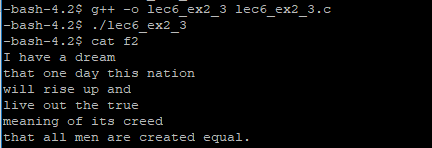 -bash-4.2$ g++ -o lec6_ex2_3 lec6_ex2_3.c
-bash-4.2$ ./lec6_ex2_3
-bash-4.2$ cat f2
I have a dream
that one day this nation
will rise up and
live out the true
meaning of its creed
that all men are created equal.